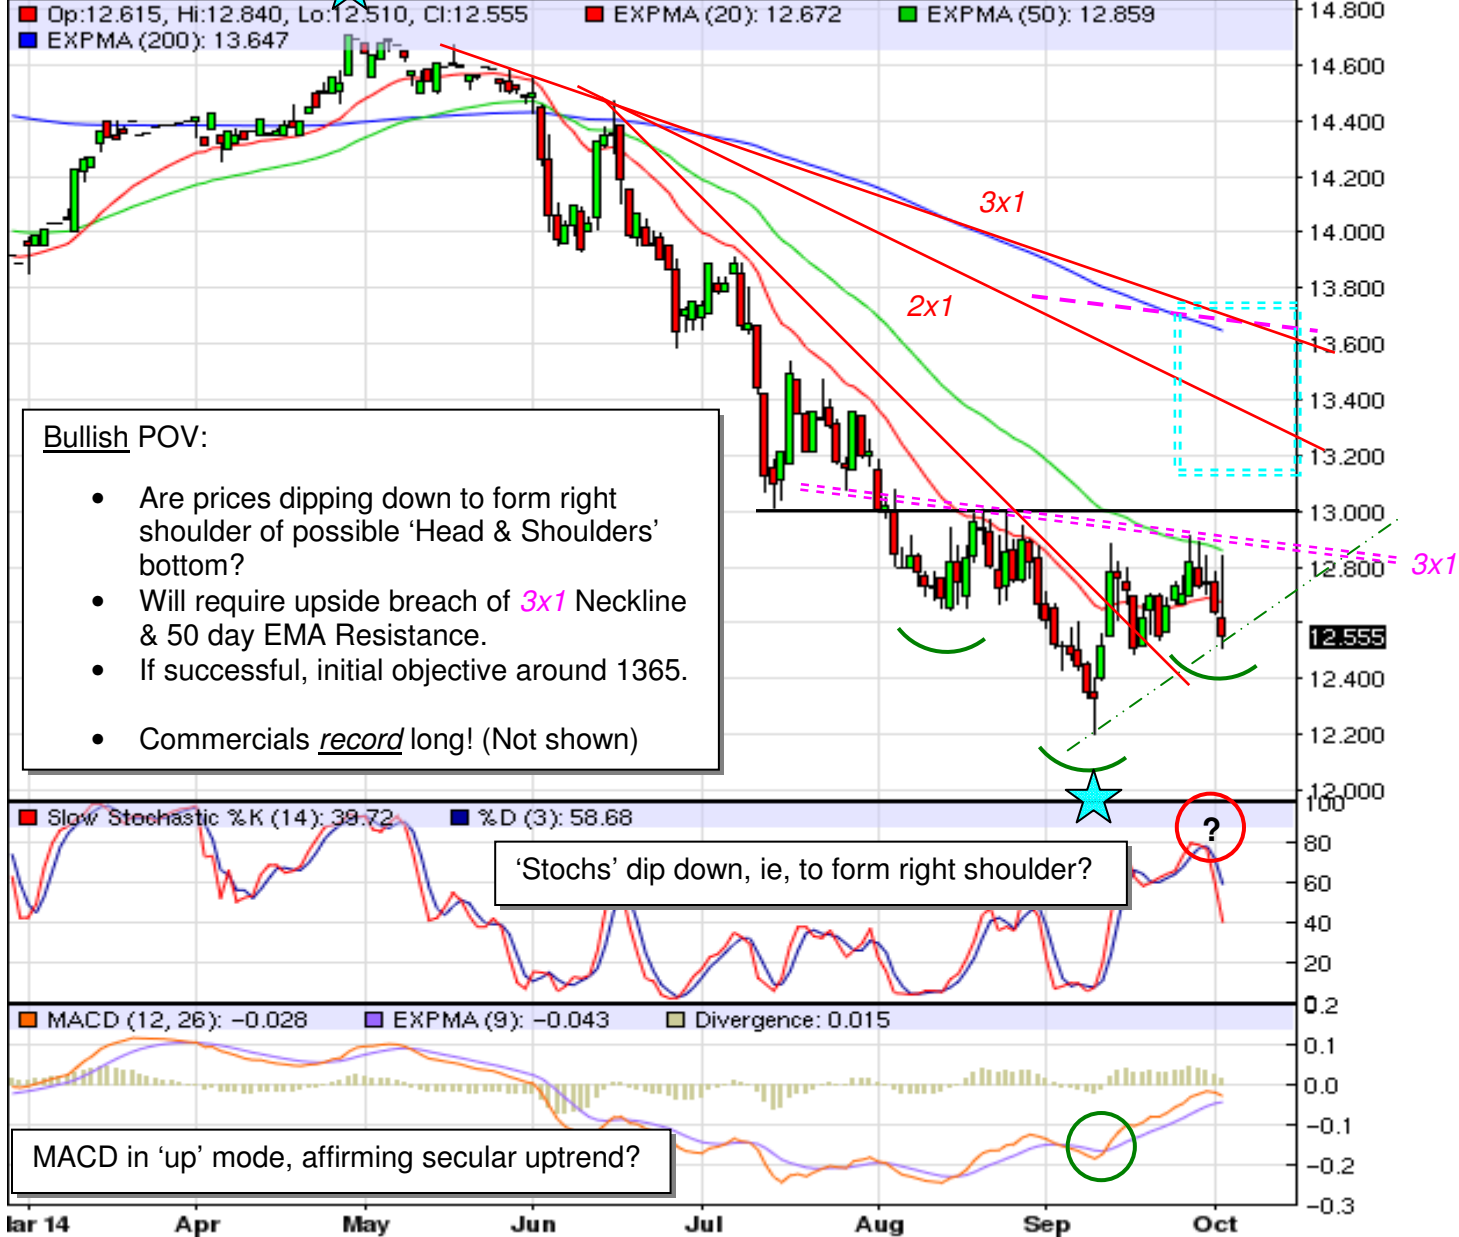 Op:12.615, Hi:12.840, Lo:12.510, Cl:12.555 EXPMA (20): 12.672 EXPMA (50): 12.859
EXPMA (200): 13.647
14.800
14.600
14.400
14.200
14.000
13.800
13.600
13.400
13.200
13.000
12.800
12.555
12.400
12.200
12.000
3x1
2x1
3x1
Bullish POV:
• Are prices dipping down to form right
shoulder of possible ‘Head & Shoulders’
bottom?
• Will require upside breach of 3x1 Neckline
& 50 day EMA Resistance.
• If successful, initial objective around 1365.
• Commercials record long! (Not shown)
Slow Stochastic %K (14): 39.72 %D (3): 58.68
100
80
60
40
20
0
?
‘Stochs’ dip down, ie, to form right shoulder?
MACD (12, 26): −0.028 EXPMA (9): −0.043 Divergence: 0.015
0.2
0.1
0.0
−0.1
−0.2
−0.3
MACD in ‘up’ mode, affirming secular uptrend?
lar 14 Apr May Jun Jul Aug Sep Oct